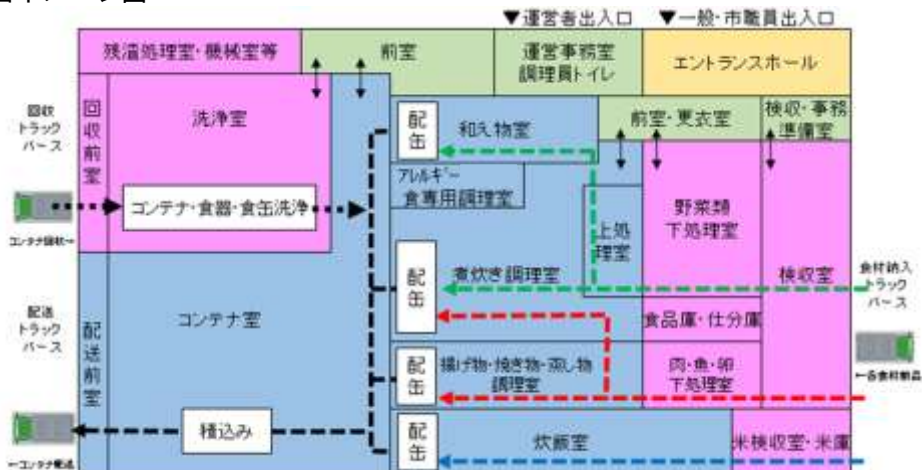 ▼運営者出入口 ▼一般・市職員出入口
残渣処理室・機械室等
前室
運営事務室
調理員トイレ
エントランスホール
回収
トラック
バース
回収前室
洗浄室
配缶
和え物室
前室・更衣室
検収・事務
準備室
アレルギー
食専用調理室
コンテナ・食器・食缶洗浄
コンテナ回収→
上処
理室
野菜類
下処理室
検収室
食材納入
トラック
バース
配缶
煮炊き調理室
配送
トラック
バース
配送前室
コンテナ室
食品庫・仕分庫
配缶
揚げ物・焼き物・蒸し物
調理室
肉・魚・卵
下処理室
←各食材納品
積込み
配缶
炊飯室
米検収室・米庫
←コンテナ配送